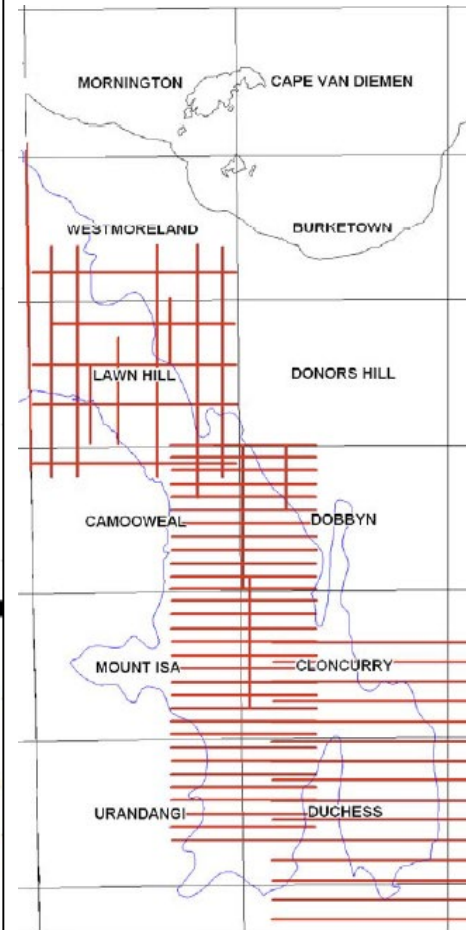 MORNINGTON
CAPE VAN DIEMEN
WESTMORELAND
BURKETOWN
LAWN HILL
DONORS HILL
CAMOOWEAL
DOBBYN
MOUNT ISA
CLONCURRY
URANDANGI
DUCHESS